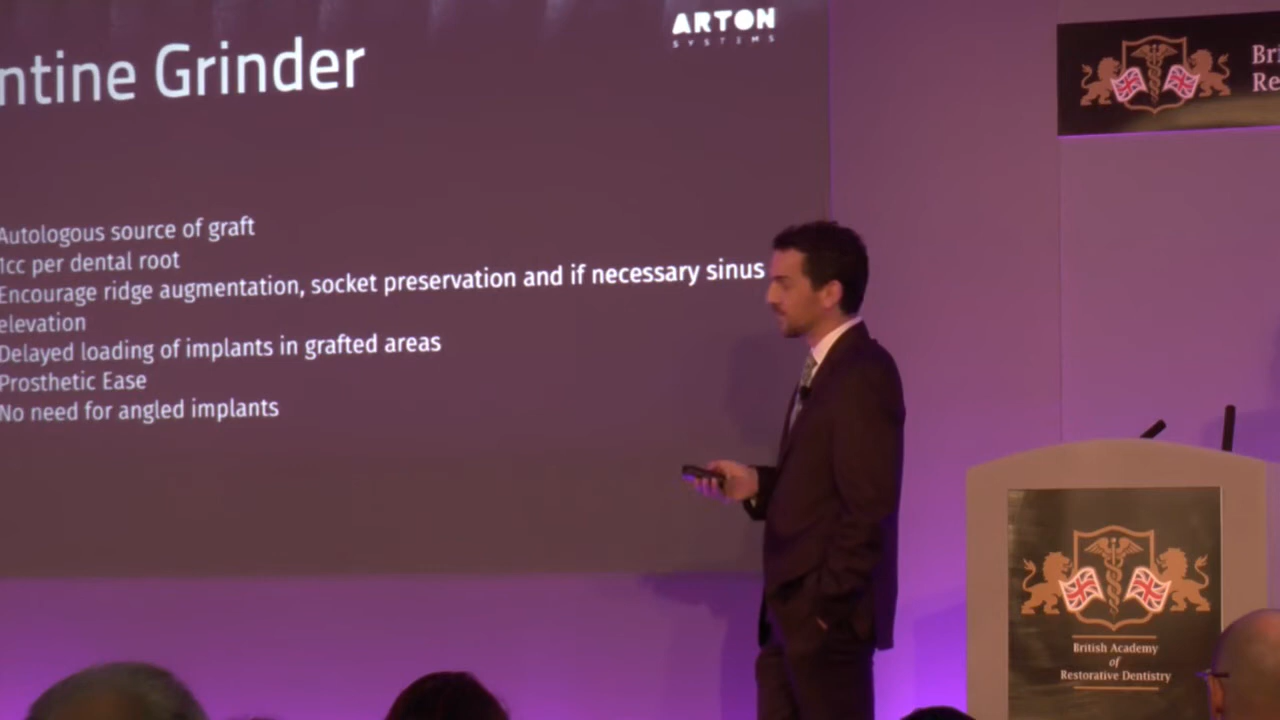 ARTON
SYSTEMS
ntine Grinder
Autologous source of graft
1cc per dental root
Encourage ridge augmentation, socket preservation and if necessary sinus
elevation
Delayed loading of implants in grafted areas
Prosthetic Ease
No need for angled implants
Bri
Re
British Academy
of
Restorative Dentistry